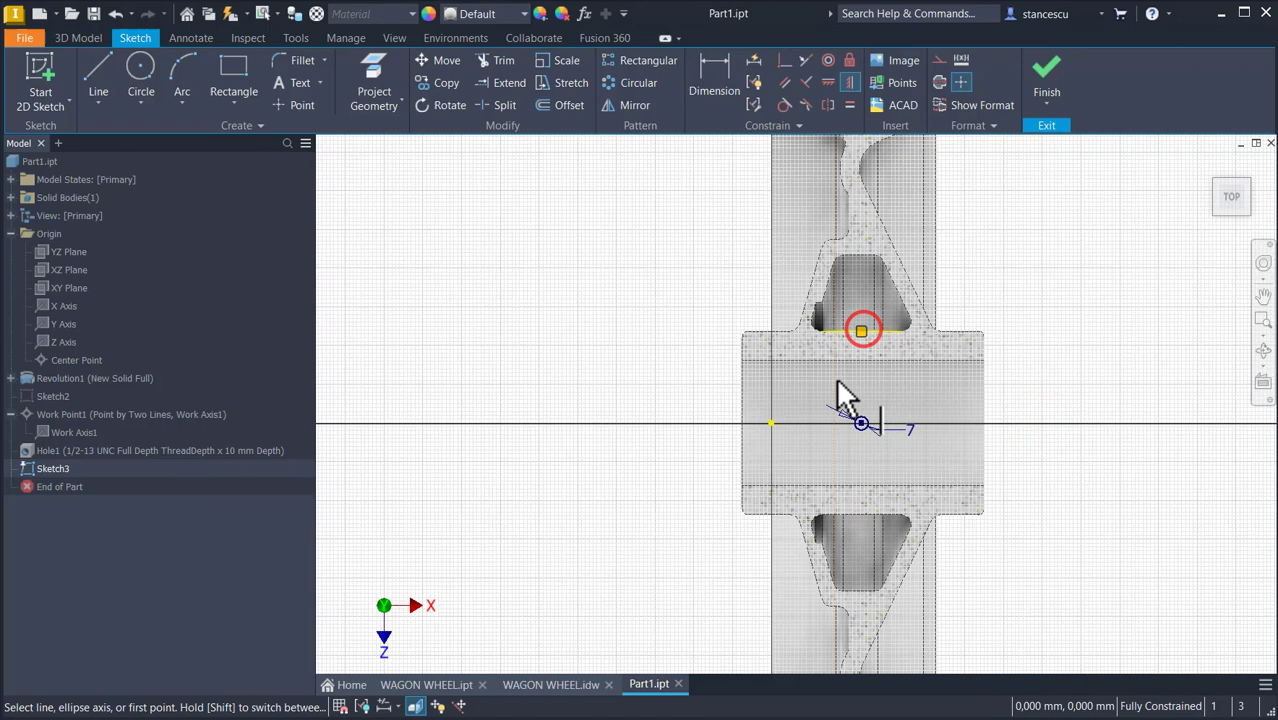 Material
Default
Part1.ipt
Search Help & Commands...
stancescu
File
3D Model
Sketch
Annotate
Inspect
Tools
Manage
View
Environments
Collaborate
Fusion 360
Start
2D Sketch
Line
Circle
Arc
Rectangle
Fillet
Text
Point
Project
Geometry
Move
Trim
Scale
Copy
Extend
Stretch
Rotate
Split
Offset
Rectangular
Circular
Mirror
Dimension
Image
Points
ACAD
Show Format
Finish
Sketch
Create
Modify
Pattern
Constrain
Insert
Format
Exit
Model
Part1.ipt
Model States: [Primary]
Solid Bodies(1)
View: [Primary]
Origin
YZ Plane
XZ Plane
XY Plane
X Axis
Y Axis
Z Axis
Center Point
Revolution1 (New Solid Full)
Sketch2
Work Point1 (Point by Two Lines, Work Axis1)
Work Axis1
Hole1 (1/2-13 UNC Full Depth ThreadDepth x 10 mm Depth)
Sketch3
End of Part
TOP
7
Y
X
Z
Home
WAGON WHEEL.ipt
WAGON WHEEL.idw
Part1.ipt
Select line, ellipse axis, or first point. Hold [Shift] to switch betwee...
0,000 mm, 0,000 mm
Fully Constrained
1
3